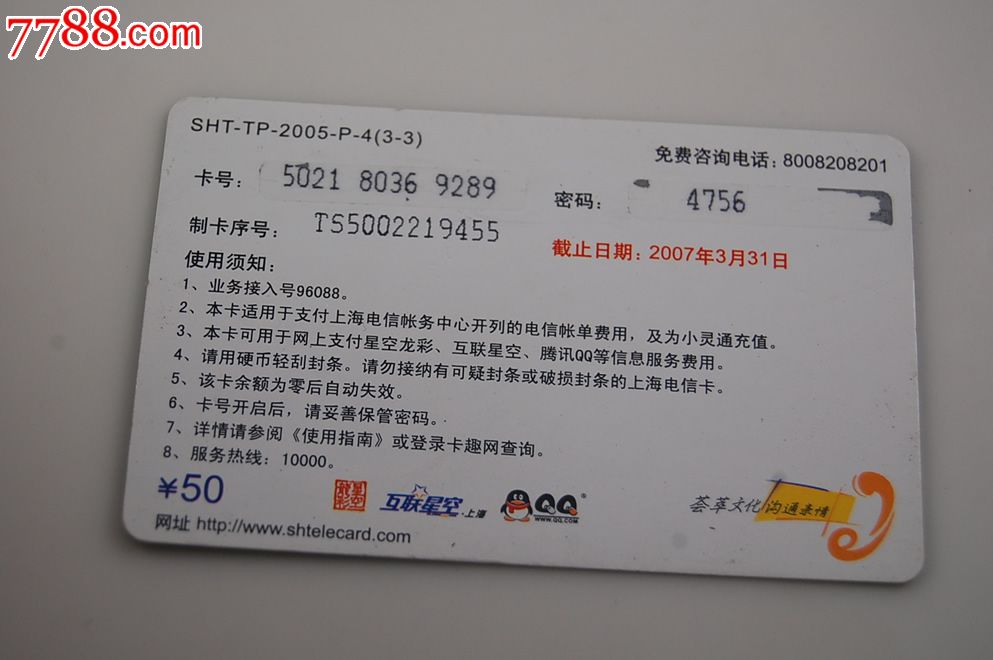 7788.com
SHT-TP-2005-P-4(3-3)
免费咨询电话：8008208201
卡号： 5021 8036 9289
密码： 4756
制卡序号： TS5002219455
截止日期：2007年3月31日
使用须知：
1、业务接入号96088。
2、本卡适用于支付上海电信帐务中心开列的电信帐单费用，及为小灵通充值。
3、本卡可用于网上支付星空龙彩、互联星空、腾讯QQ等信息服务费用。
4、请用硬币轻刮封条。请勿接纳有可疑封条或破损封条的上海电信卡。
5、该卡余额为零后自动失效。
6、卡号开启后，请妥善保管密码。
7、详情请参阅《使用指南》或登录卡趣网查询。
8、服务热线：10000。
¥50
星空龙彩
互联星空.上海
QQ
WWW.QQ.COM
荟萃文化 沟通亲情
网址 http://www.shtelecard.com